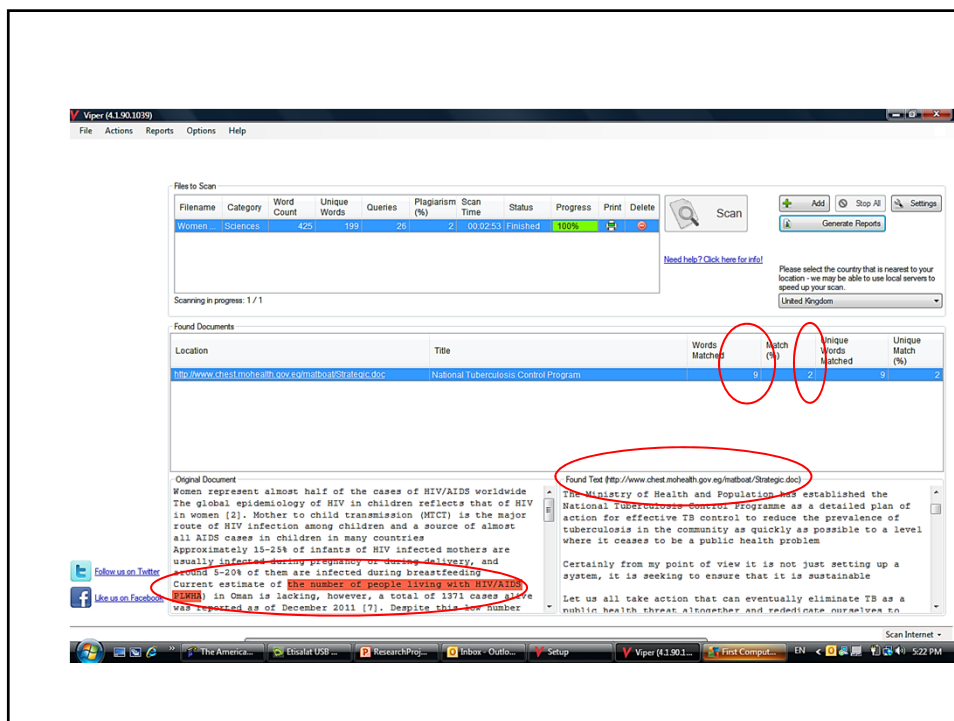 Viper (4.1.90.1039)
File Actions Reports Options Help
Files to Scan
Filename Category Word Count Unique Words Queries Plagiarism (%) Scan Time Status Progress Print Delete
Women ... Sciences 425 199 26 2 00:02:53 Finished 100%
Scan
Add Stop All Settings
Generate Reports
Need help? Click here for info!
Please select the country that is nearest to your
location - we may be able to use local servers to
speed up your scan.
United Kingdom
Scanning in progress: 1 / 1
Found Documents
Location Title Words Matched Match (%) Unique Words Matched Unique Match (%)
http://www.chest.mohealth.gov.eg/matboat/Strategic.doc National Tuberculosis Control Program 9 2 9 2
Original Document
Women represent almost half of the cases of HIV/AIDS worldwide
The global epidemiology of HIV in children reflects that of HIV
in women [2]. Mother to child transmission (MTCT) is the major
route of HIV infection among children and a source of almost
all AIDS cases in children in many countries
Approximately 15-25% of infants of HIV infected mothers are
usually infected during pregnancy or during delivery, and
around 5-20% of them are infected during breastfeeding
Current estimate of the number of people living with HIV/AIDS
PLWHA) in Oman is lacking, however, a total of 1371 cases alive
was reported as of December 2011 [7]. Despite this low number
Found Text (http://www.chest.mohealth.gov.eg/matboat/Strategic.doc)
The Ministry of Health and Population has established the
National Tuberculosis Control Programme as a detailed plan of
action for effective TB control to reduce the prevalence of
tuberculosis in the community as quickly as possible to a level
where it ceases to be a public health problem
Certainly from my point of view it is not just setting up a
system, it is seeking to ensure that it is sustainable
Let us all take action that can eventually eliminate TB as a
public health threat altogether and rededicate ourselves to
Follow us on Twitter
Like us on Facebook
Scan Internet
The America... Etisalat USB ... ResearchProj... Inbox - Outlo... Setup Viper (4.1.90.1... First Comput... EN 5:22 PM